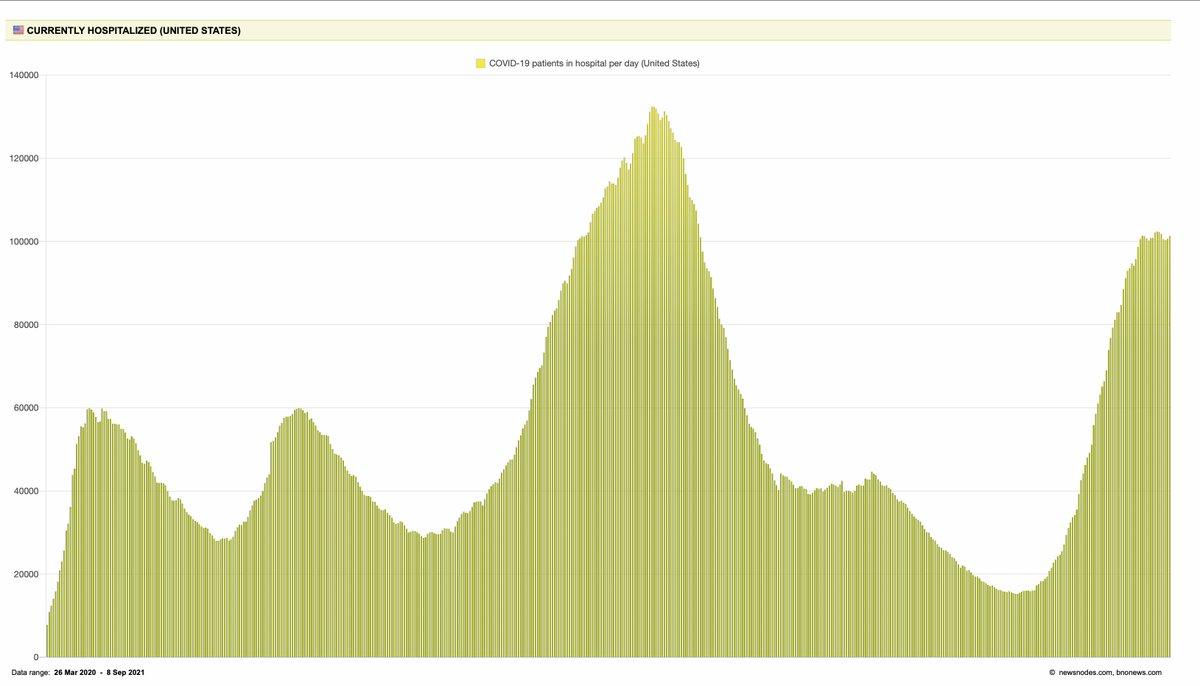 CURRENTLY HOSPITALIZED (UNITED STATES)
COVID-19 patients in hospital per day (United States)
140000
120000
100000
80000
60000
40000
20000
0
Data range: 26 Mar 2020 - 8 Sep 2021
© newsnodes.com, bnonews.com